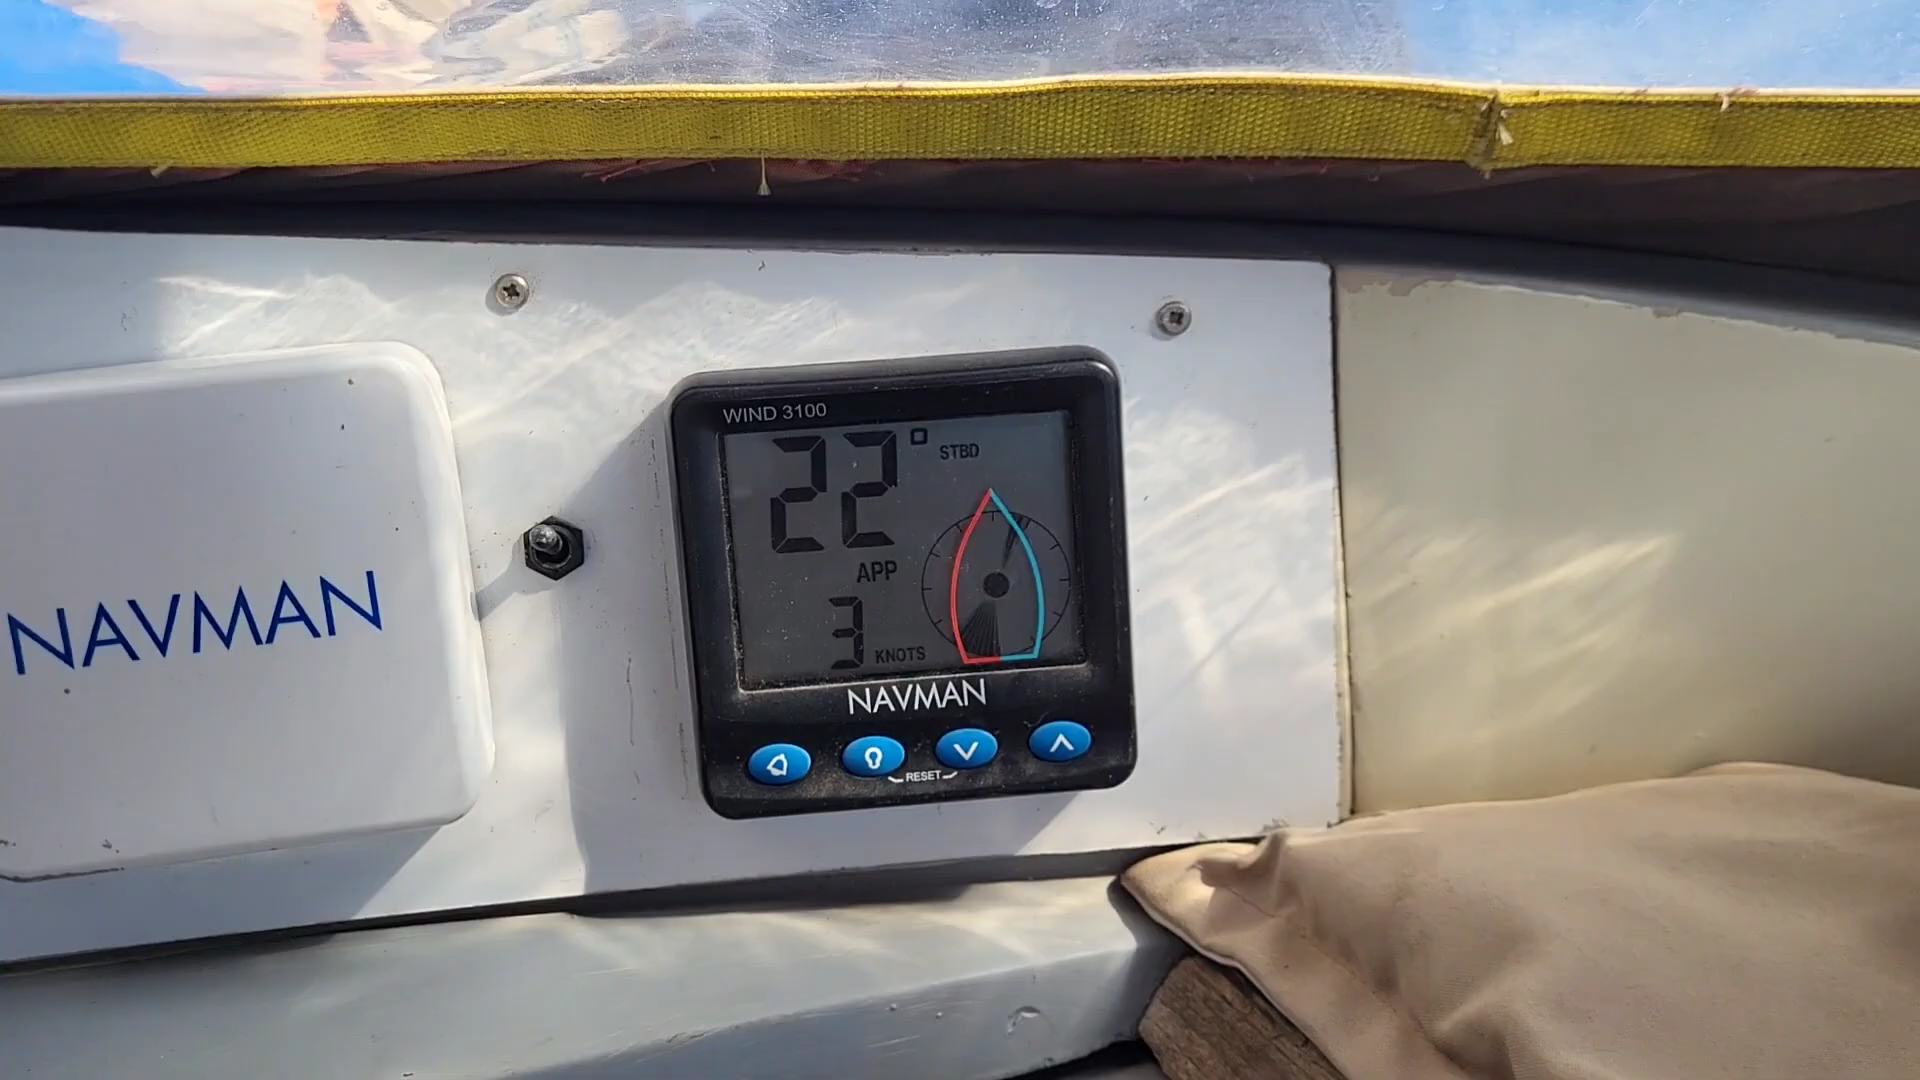 WIND 3100
22° STBD
APP
3 KNOTS
NAVMAN
RESET
NAVMAN